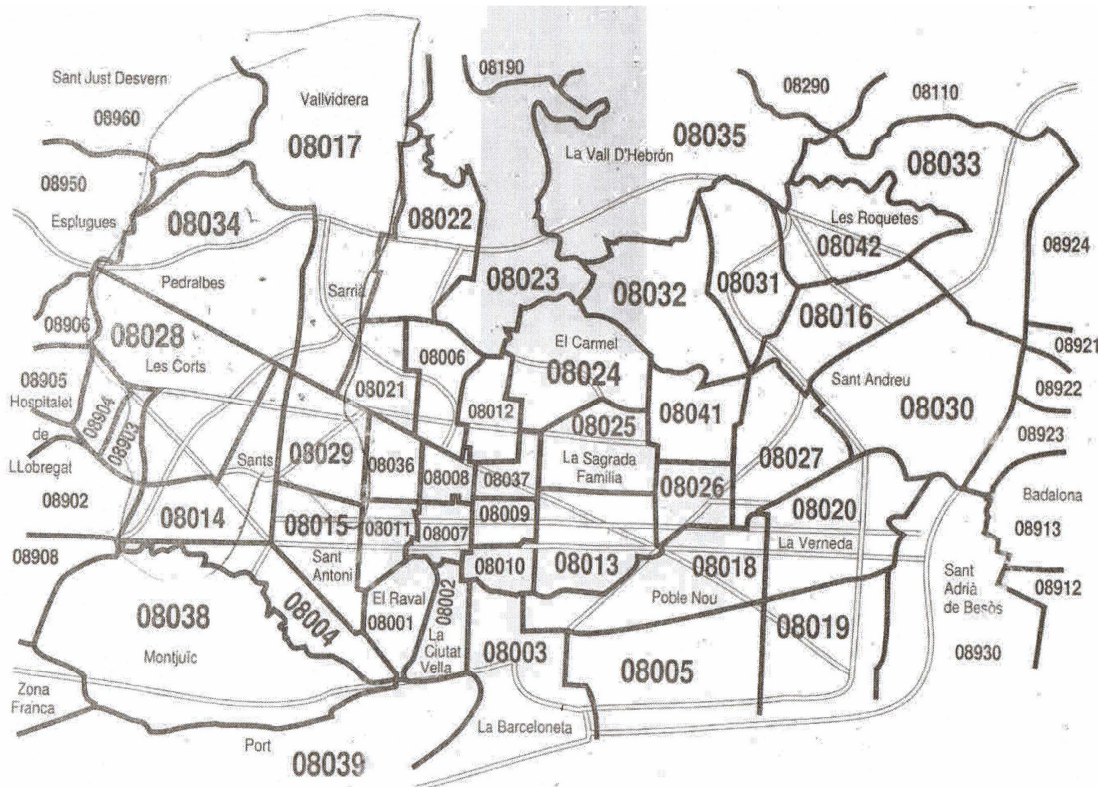 Sant Just Desvern
08960
Vallvidrera
08017
08190
08290
08110
08035
La Vall D'Hebrón
08033
08950
Esplugues
08034
08022
Les Roquetes
08042
08924
Pedralbes
Sarrià
08023
08032
08031
08016
08906
08028
Les Corts
08006
El Carmel
08024
08921
08905
Hospitalet
de
LLobregat
08904
08903
08021
08012
08025
08041
Sant Andreu
08030
08922
08923
08902
Sants
08029
08036
08008
08037
La Sagrada
Familia
08026
08027
Badalona
08913
08014
08015
08011
08007
08009
08020
La Verneda
08908
Sant
Antoni
08010
08013
08018
Sant
Adrià
de Besòs
08912
08038
Montjuïc
08004
El Raval
08001
08002
La
Ciutat
Vella
08003
Poble Nou
08019
08005
08930
Zona
Franca
Port
08039
La Barceloneta